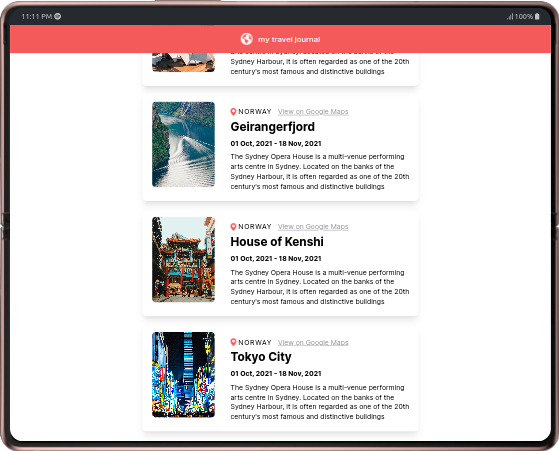 11:11 PM
100%
my travel journal
Sydney Harbour, it is often regarded as one of the 20th
century's most famous and distinctive buildings
NORWAY View on Google Maps
Geirangerfjord
01 Oct, 2021 - 18 Nov, 2021
The Sydney Opera House is a multi-venue performing
arts centre in Sydney. Located on the banks of the
Sydney Harbour, it is often regarded as one of the 20th
century's most famous and distinctive buildings
NORWAY View on Google Maps
House of Kenshi
01 Oct, 2021 - 18 Nov, 2021
The Sydney Opera House is a multi-venue performing
arts centre in Sydney. Located on the banks of the
Sydney Harbour, it is often regarded as one of the 20th
century's most famous and distinctive buildings
NORWAY View on Google Maps
Tokyo City
01 Oct, 2021 - 18 Nov, 2021
The Sydney Opera House is a multi-venue performing
arts centre in Sydney. Located on the banks of the
Sydney Harbour, it is often regarded as one of the 20th
century's most famous and distinctive buildings